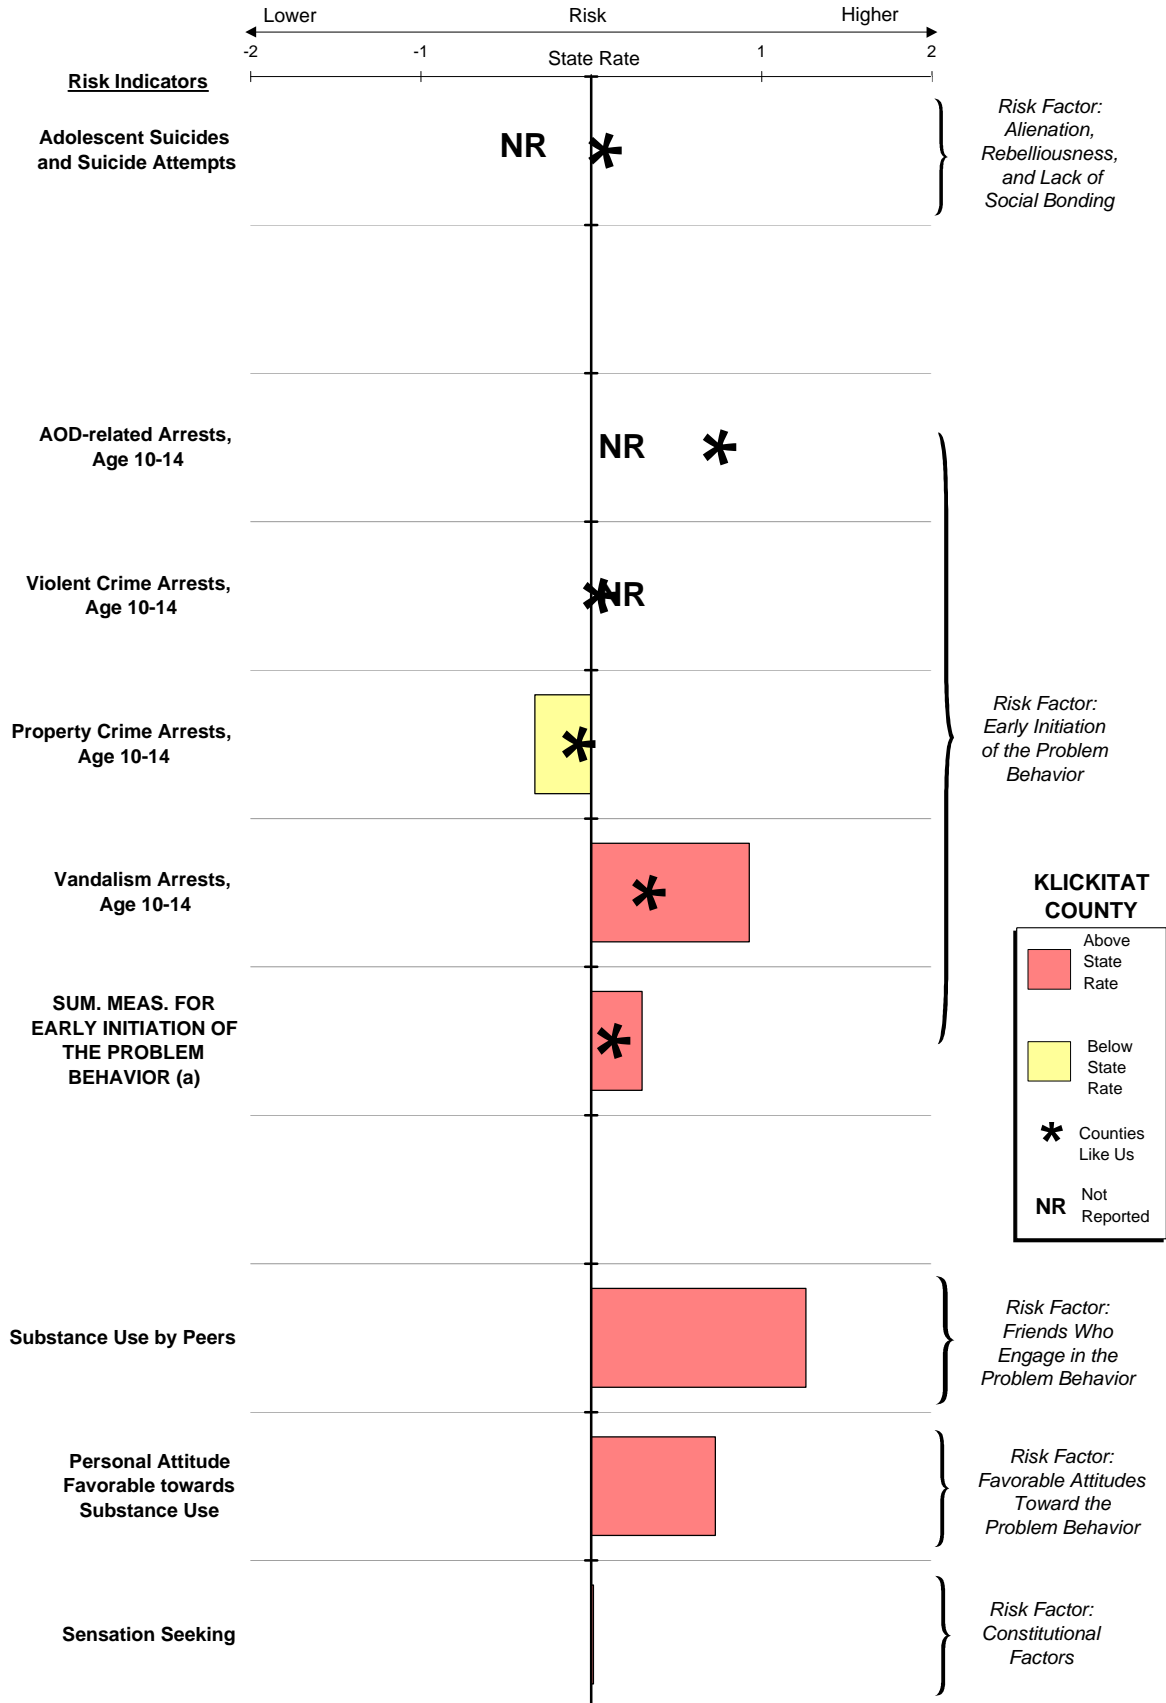 Lower Risk Higher
-2 -1 State Rate 1 2
Risk Indicators
Adolescent Suicides
and Suicide Attempts
NR *
Risk Factor:
Alienation,
Rebelliousness,
and Lack of
Social Bonding
AOD-related Arrests,
Age 10-14
NR *
Violent Crime Arrests,
Age 10-14
* NR
Property Crime Arrests,
Age 10-14
*
Risk Factor:
Early Initiation
of the Problem
Behavior
Vandalism Arrests,
Age 10-14
*
SUM. MEAS. FOR
EARLY INITIATION OF
THE PROBLEM
BEHAVIOR (a)
*
KLICKITAT
COUNTY
Above
State
Rate
Below
State
Rate
* Counties
Like Us
NR Not
Reported
Substance Use by Peers
Risk Factor:
Friends Who
Engage in the
Problem Behavior
Personal Attitude
Favorable towards
Substance Use
Risk Factor:
Favorable Attitudes
Toward the
Problem Behavior
Sensation Seeking
Risk Factor:
Constitutional
Factors